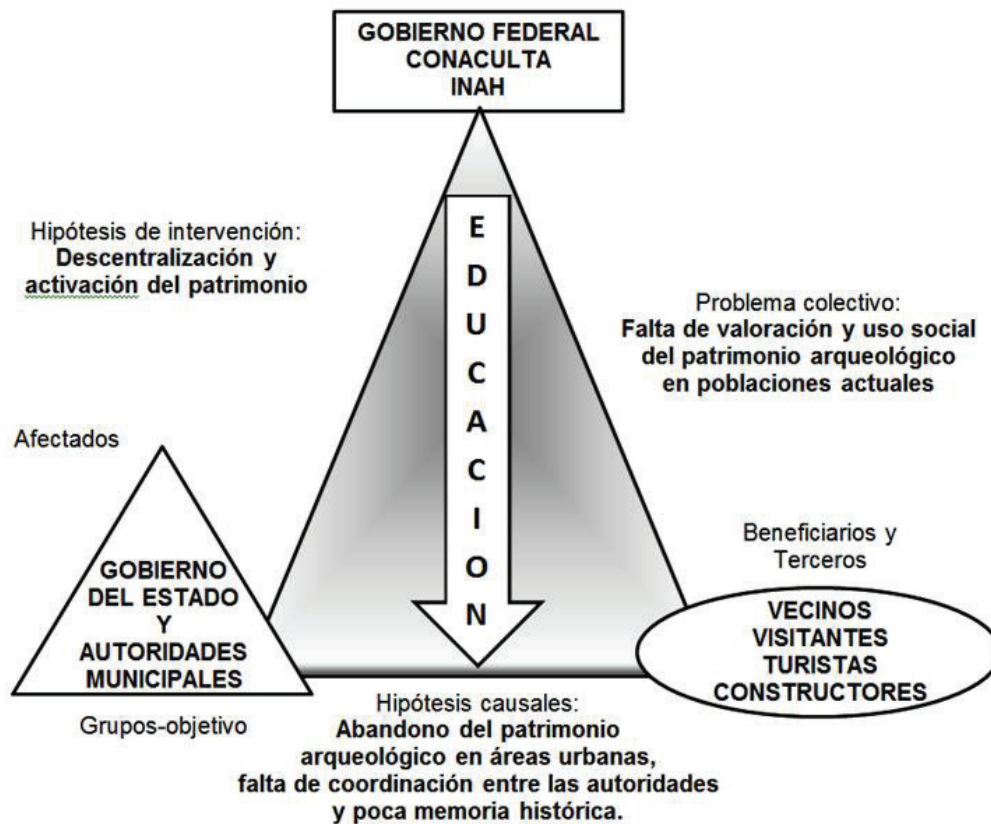 GOBIERNO FEDERAL
CONACULTA
INAH
Hipótesis de intervención:
Descentralización y
activación del patrimonio
EDUCACION
Problema colectivo:
Falta de valoración y uso social
del patrimonio arqueológico
en poblaciones actuales
Afectados
GOBIERNO
DEL ESTADO
Y
AUTORIDADES
MUNICIPALES
Grupos-objetivo
Beneficiarios y
Terceros
VECINOS
VISITANTES
TURISTAS
CONSTRUCTORES
Hipótesis causales:
Abandono del patrimonio
arqueológico en áreas urbanas,
falta de coordinación entre las autoridades
y poca memoria histórica.